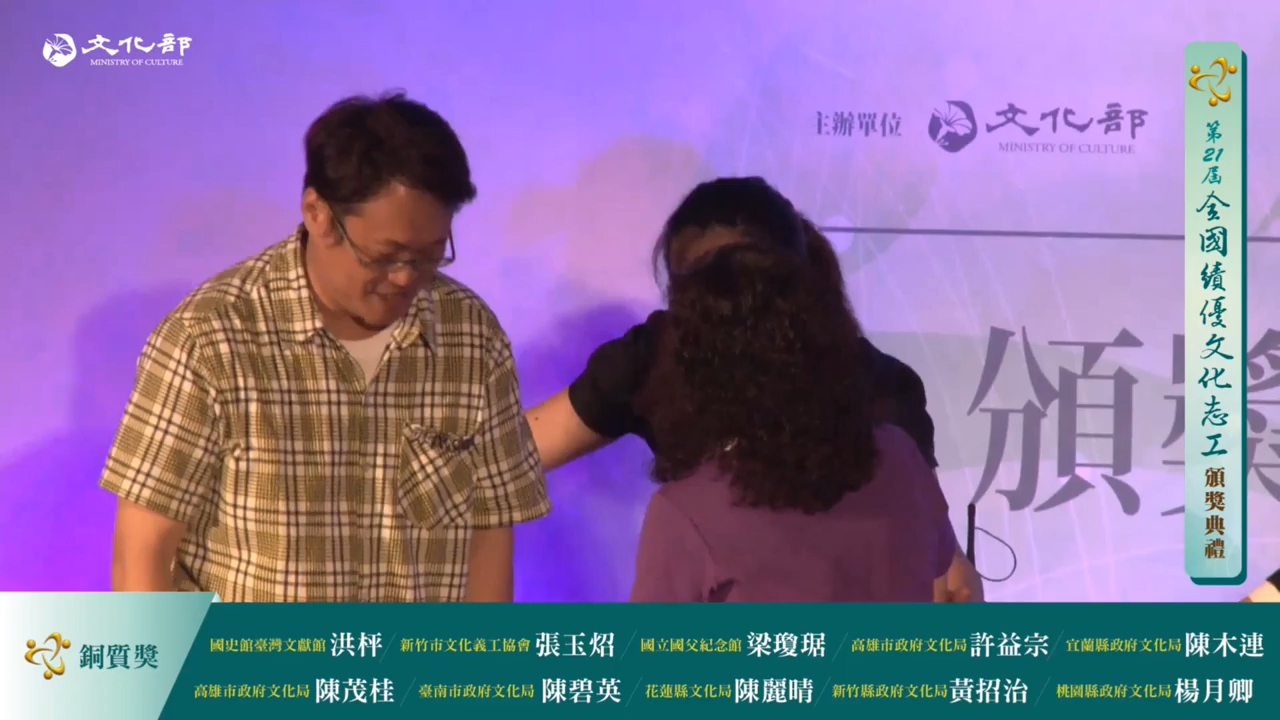 文化部
MINISTRY OF CULTURE
主辦單位
文化部
MINISTRY OF CULTURE
頒獎
第21屆全國績優文化志工頒獎典禮
銅質獎
國史館臺灣文獻館 洪枰 / 新竹市文化義工協會 張玉炤 / 國立國父紀念館 梁瓊琚 / 高雄市政府文化局 許益宗 / 宜蘭縣政府文化局 陳木連
高雄市政府文化局 陳茂桂 / 臺南市政府文化局 陳碧英 / 花蓮縣文化局 陳麗晴 / 新竹縣政府文化局 黃招治 / 桃園縣政府文化局 楊月卿